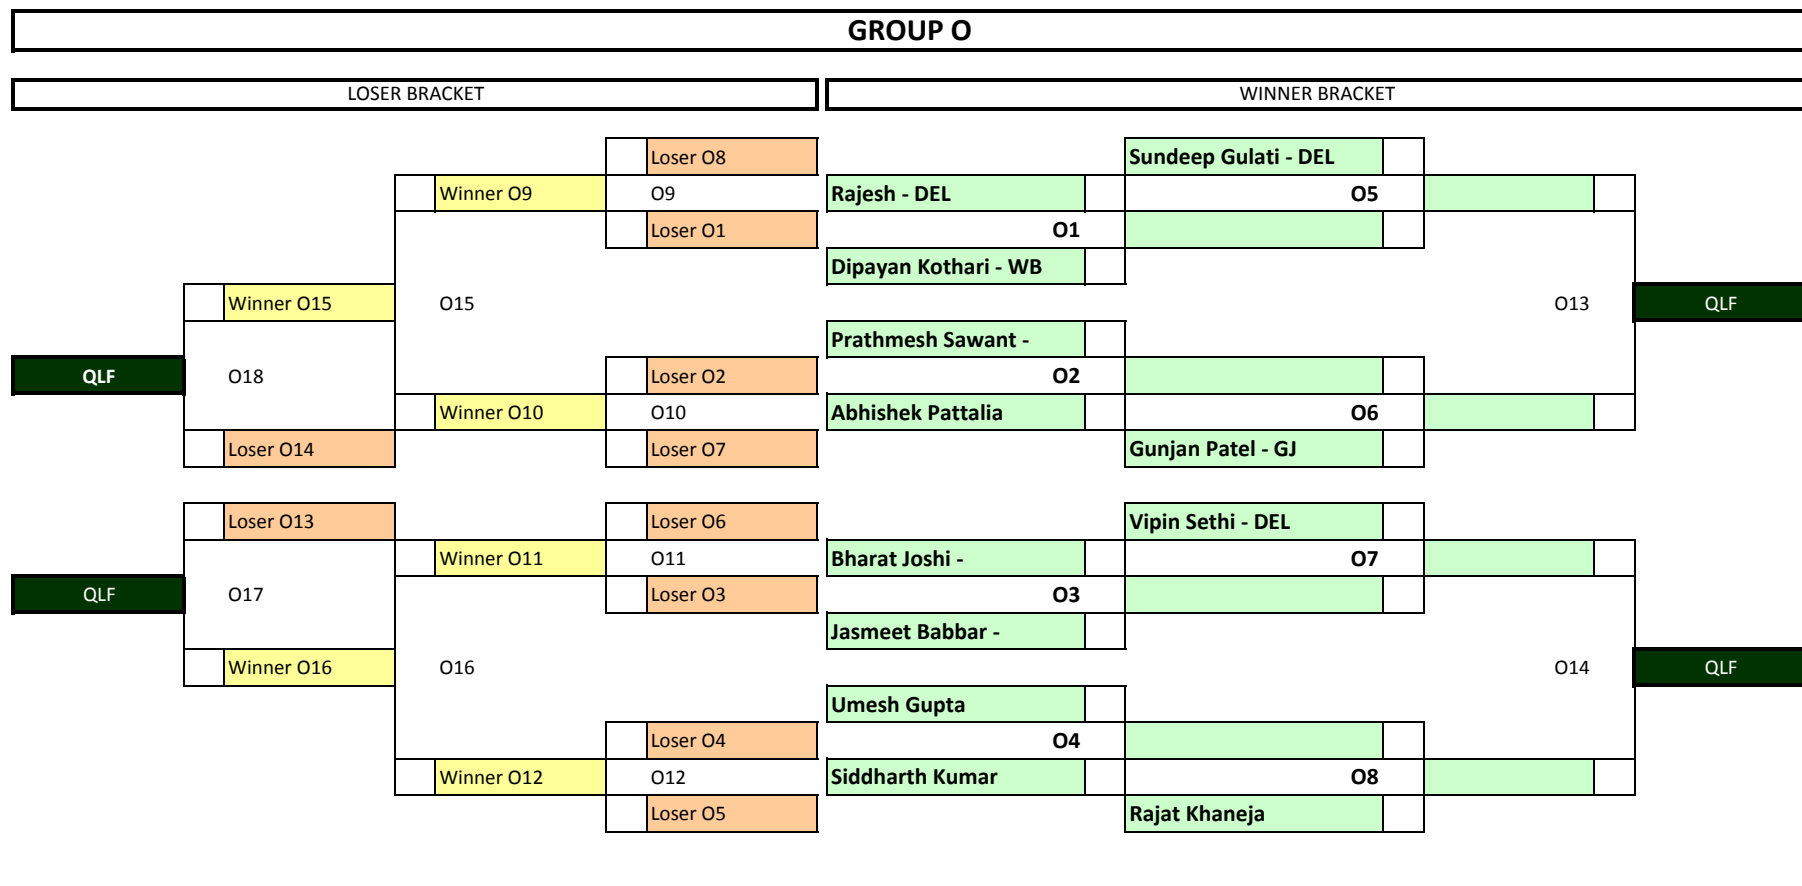 GROUP O
LOSER BRACKET WINNER BRACKET
Loser O8 Sundeep Gulati - DEL
Winner O9 O9 Rajesh - DEL O5
Loser O1 O1
Dipayan Kothari - WB
Winner O15 O15 O13 QLF
Prathmesh Sawant -
QLF O18 Loser O2 O2
Winner O10 O10 Abhishek Pattalia O6
Loser O14 Loser O7 Gunjan Patel - GJ
Loser O13 Loser O6 Vipin Sethi - DEL
Winner O11 O11 Bharat Joshi - O7
QLF O17 Loser O3 O3
Jasmeet Babbar -
Winner O16 O16 O14 QLF
Umesh Gupta
Loser O4 O4
Winner O12 O12 Siddharth Kumar O8
Loser O5 Rajat Khaneja